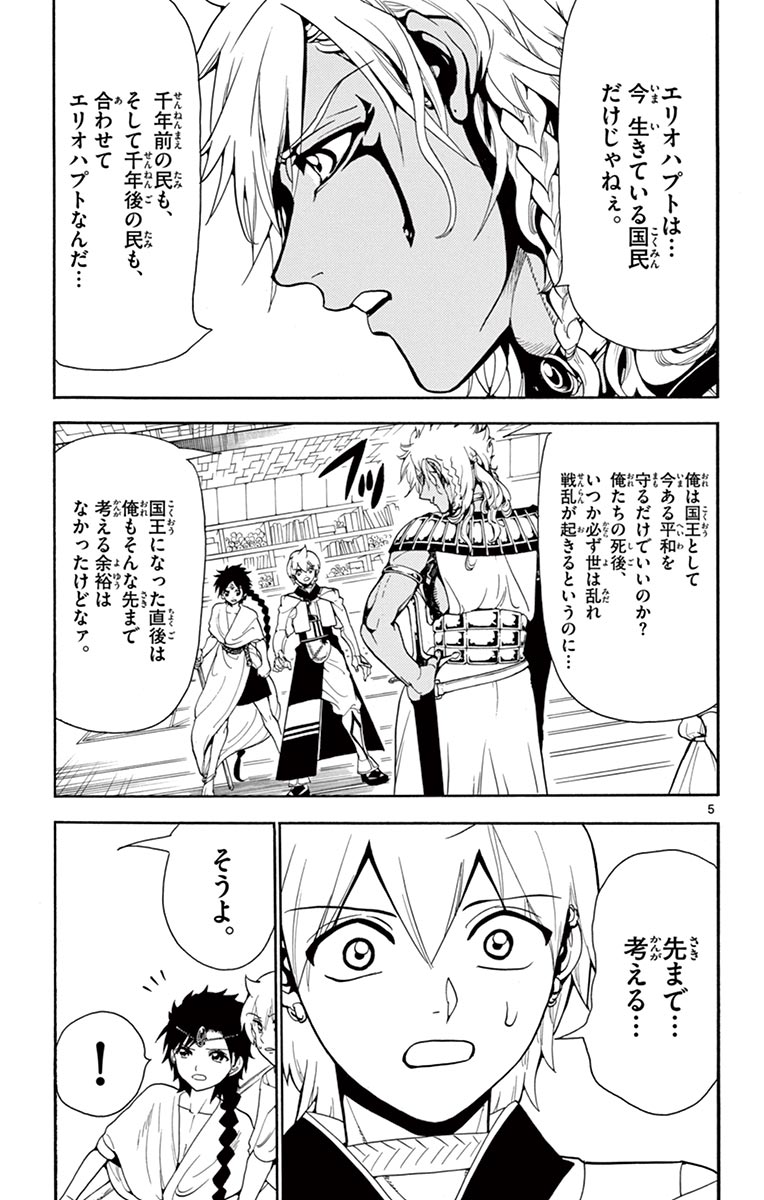 エリオハプトは…
今 生きている国民
だけじゃねぇ。
千年前の民も、
そして千年後の民も、
合わせて
エリオハプトなんだ…
俺は国王として
今ある平和を
守るだけでいいのか？
俺たちの死後、
いつか必ず世は乱れ
戦乱が起きるというのに…
フッ
国王になった直後は
俺もそんな先まで
考える余裕は
なかったけどなァ。
5
先まで…
考える…
そうよ。
！